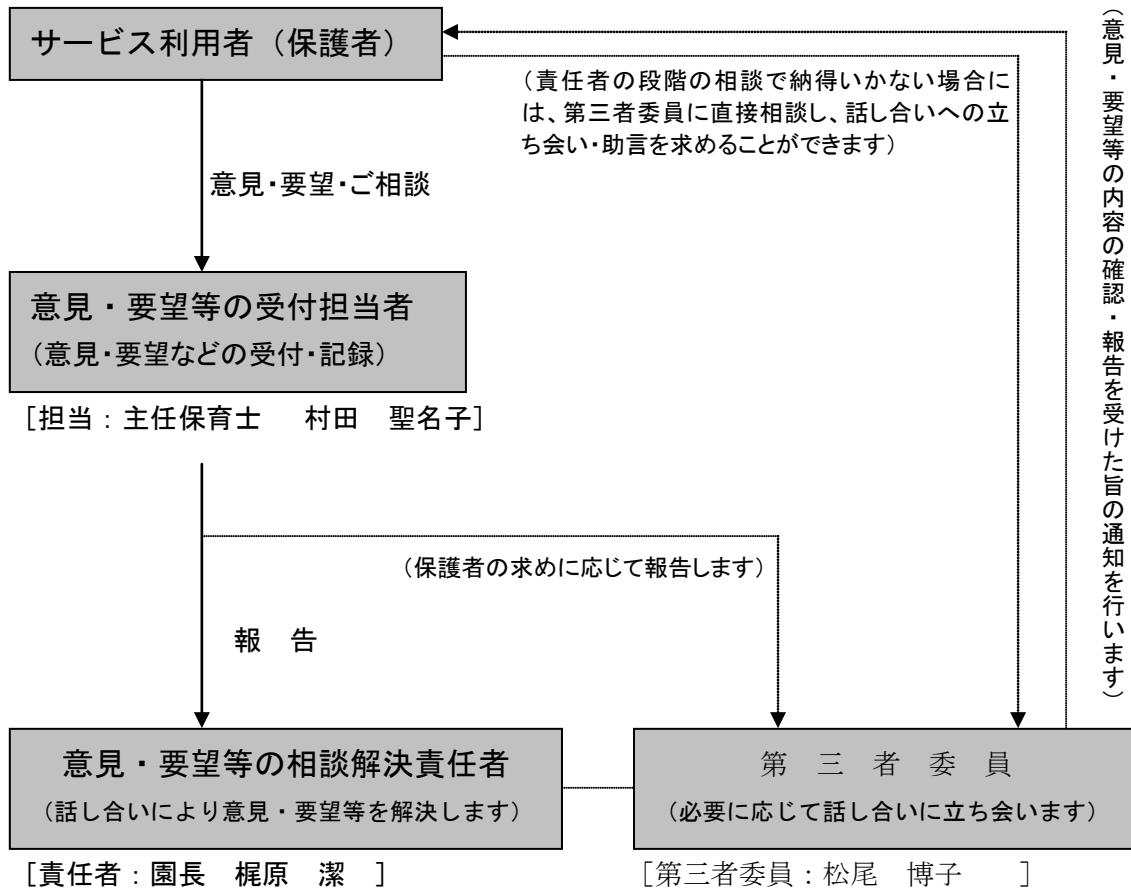 サービス利用者（保護者）
（責任者の段階の相談で納得いかない場合に
は、第三者委員に直接相談し、話し合いへの立
ち会い・助言を求めることができます）
（意見・要望等の内容の確認・報告を受けた旨の通知を行います）
意見・要望・ご相談
意見・要望等の受付担当者
（意見・要望などの受付・記録）
［担当：主任保育士　村田　聖名子］
（保護者の求めに応じて報告します）
報　告
意見・要望等の相談解決責任者
（話し合いにより意見・要望等を解決します）
［責任者：園長　梶原　潔　］
第　三　者　委　員
（必要に応じて話し合いに立ち会います）
［第三者委員：松尾　博子　　］